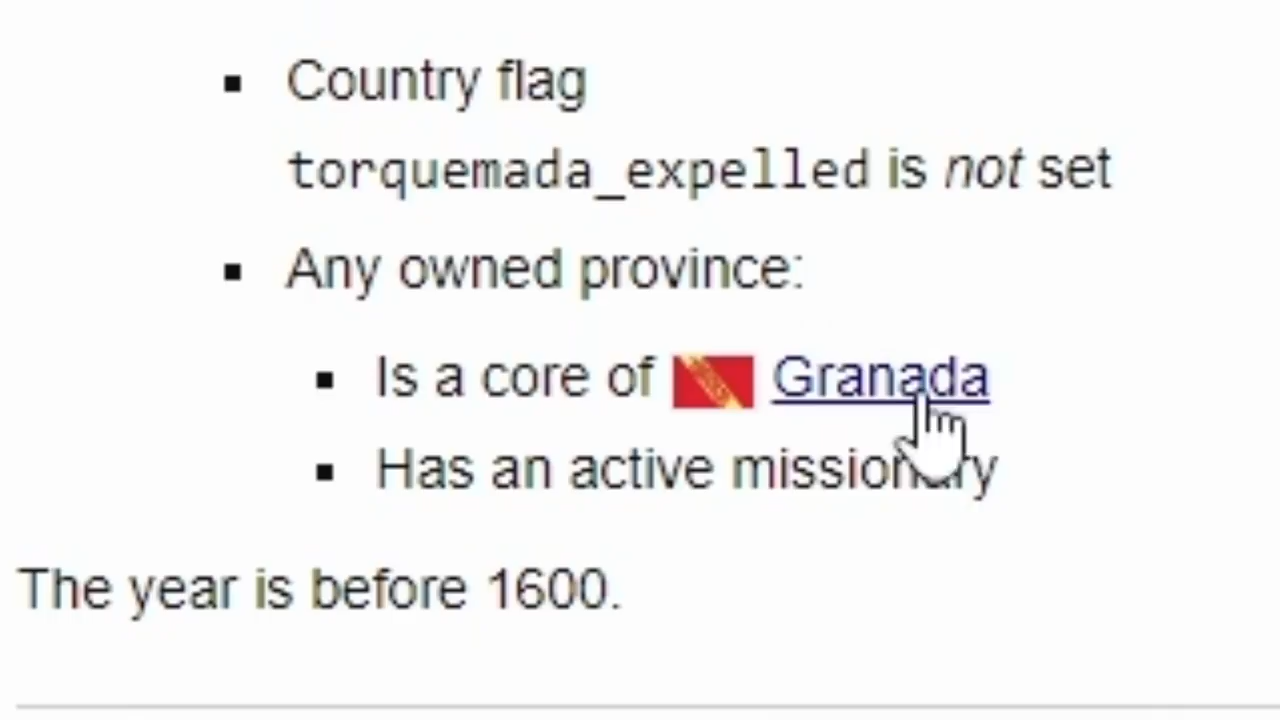 Country flag
torquemada_expelled is not set
Any owned province:
Is a core of Granada
Has an active missionary
The year is before 1600.